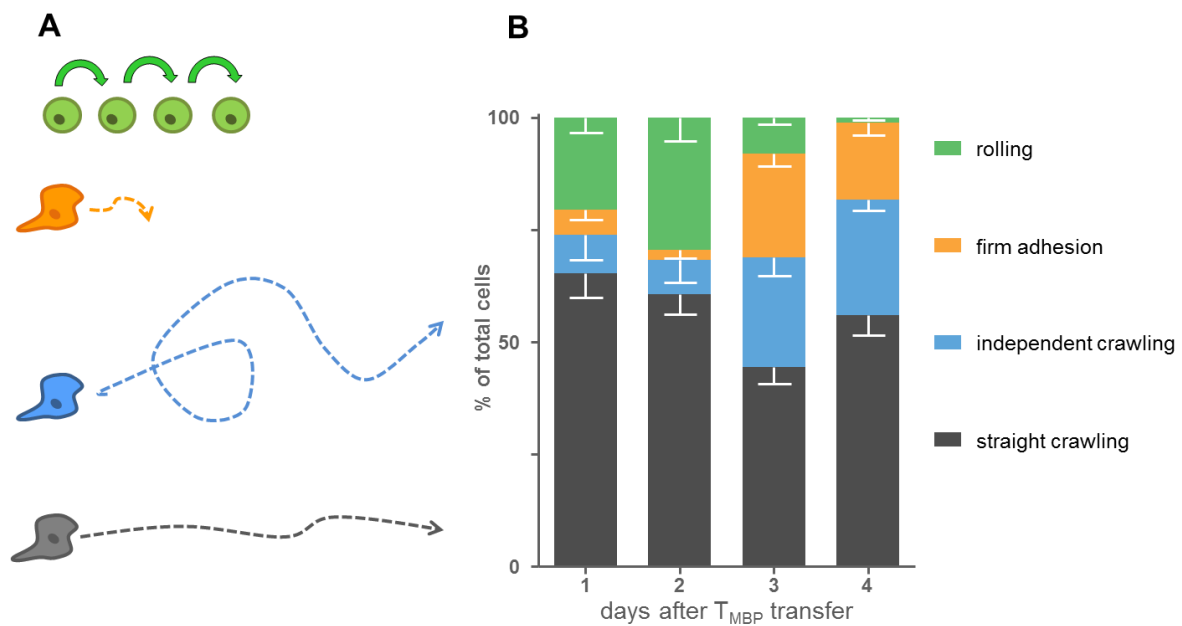 A
B
100
50
0
% of total cells
1 2 3 4
days after TMBP transfer
rolling
firm adhesion
independent crawling
straight crawling